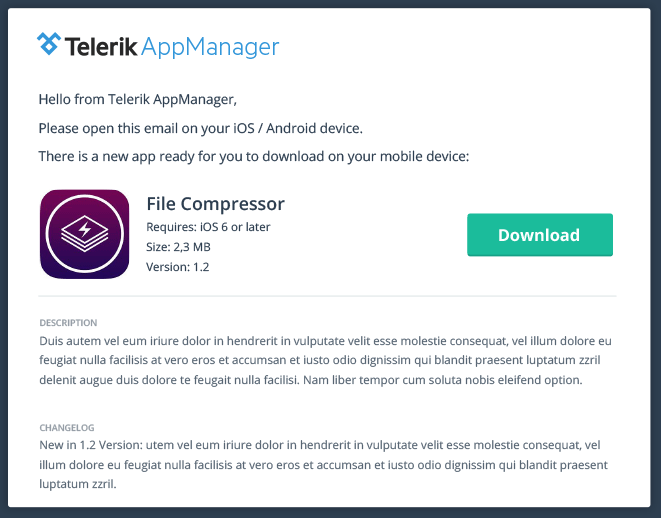 Telerik AppManager
Hello from Telerik AppManager,
Please open this email on your iOS / Android device.
There is a new app ready for you to download on your mobile device:
File Compressor
Requires: iOS 6 or later
Size: 2,3 MB
Version: 1.2
Download
DESCRIPTION
Duis autem vel eum iriure dolor in hendrerit in vulputate velit esse molestie consequat, vel illum dolore eu
feugiat nulla facilisis at vero eros et accumsan et iusto odio dignissim qui blandit praesent luptatum zzril
delenit augue duis dolore te feugait nulla facilisi. Nam liber tempor cum soluta nobis eleifend option.
CHANGELOG
New in 1.2 Version: utem vel eum iriure dolor in hendrerit in vulputate velit esse molestie consequat, vel
illum dolore eu feugiat nulla facilisis at vero eros et accumsan et iusto odio dignissim qui blandit praesent
luptatum zzril.